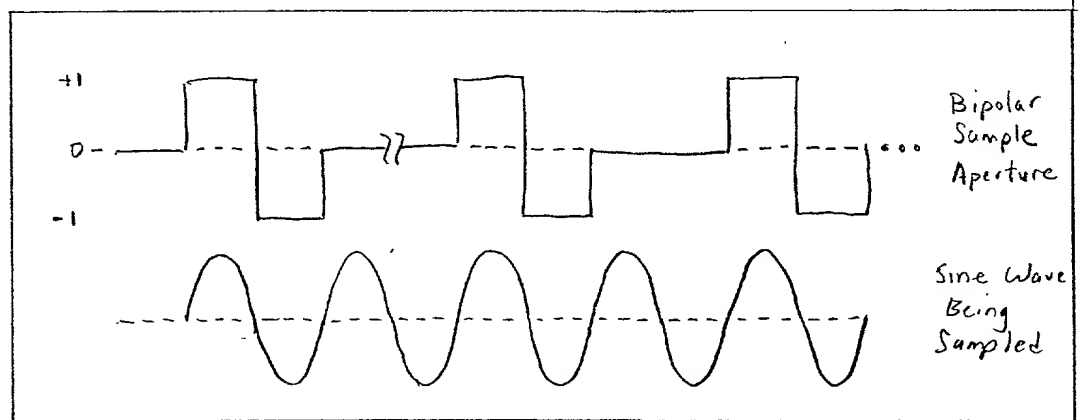 +1
0
-1
Bipolar
Sample
Aperture
Sine Wave
Being
Sampled